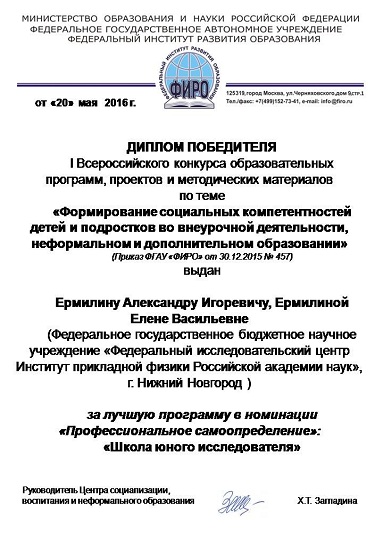 МИНИСТЕРСТВО ОБРАЗОВАНИЯ И НАУКИ РОССИЙСКОЙ ФЕДЕРАЦИИ
ФЕДЕРАЛЬНОЕ ГОСУДАРСТВЕННОЕ АВТОНОМНОЕ УЧРЕЖДЕНИЕ
ФЕДЕРАЛЬНЫЙ ИНСТИТУТ РАЗВИТИЯ ОБРАЗОВАНИЯ
ФЕДЕРАЛЬНЫЙ ИНСТИТУТ РАЗВИТИЯ ОБРАЗОВАНИЯ
ФИРО
125319, город Москва, ул.Черняховского,дом 9,стр.1
Тел./факс: +7(499)152-73-41, e-mail: info@firo.ru
от «20» мая 2016 г.
ДИПЛОМ ПОБЕДИТЕЛЯ
I Всероссийского конкурса образовательных
программ, проектов и методических материалов
по теме
«Формирование социальных компетентностей
детей и подростков во внеурочной деятельности,
неформальном и дополнительном образовании»
(Приказ ФГАУ «ФИРО» от 30.12.2015 № 457)
выдан
Ермилину Александру Игоревичу, Ермилиной
Елене Васильевне
(Федеральное государственное бюджетное научное
учреждение «Федеральный исследовательский центр
Институт прикладной физики Российской академии наук»,
г. Нижний Новгород )
за лучшую программу в номинации
«Профессиональное самоопределение»:
«Школа юного исследователя»
Руководитель Центра социализации,
воспитания и неформального образования
Х.Т. Загладина